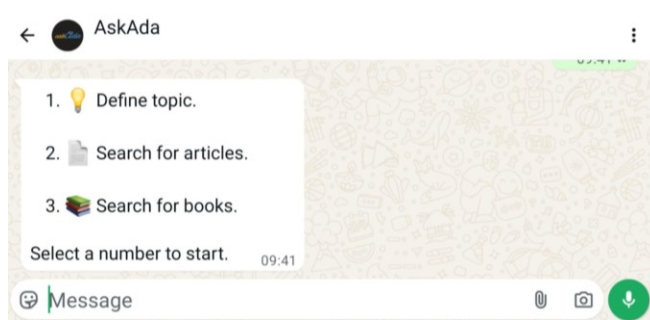 AskAda
1. 💡 Define topic.
2. 📄 Search for articles.
3. 📚 Search for books.
Select a number to start. 09:41
Message